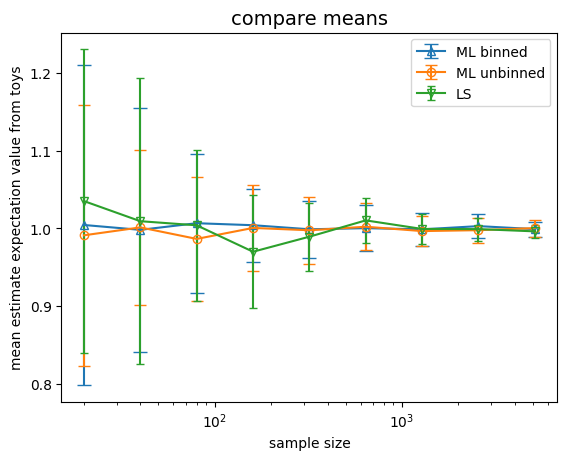 compare means
ML binned
ML unbinned
LS
1.2
1.1
1.0
0.9
0.8
mean estimate expectation value from toys
10²
10³
sample size